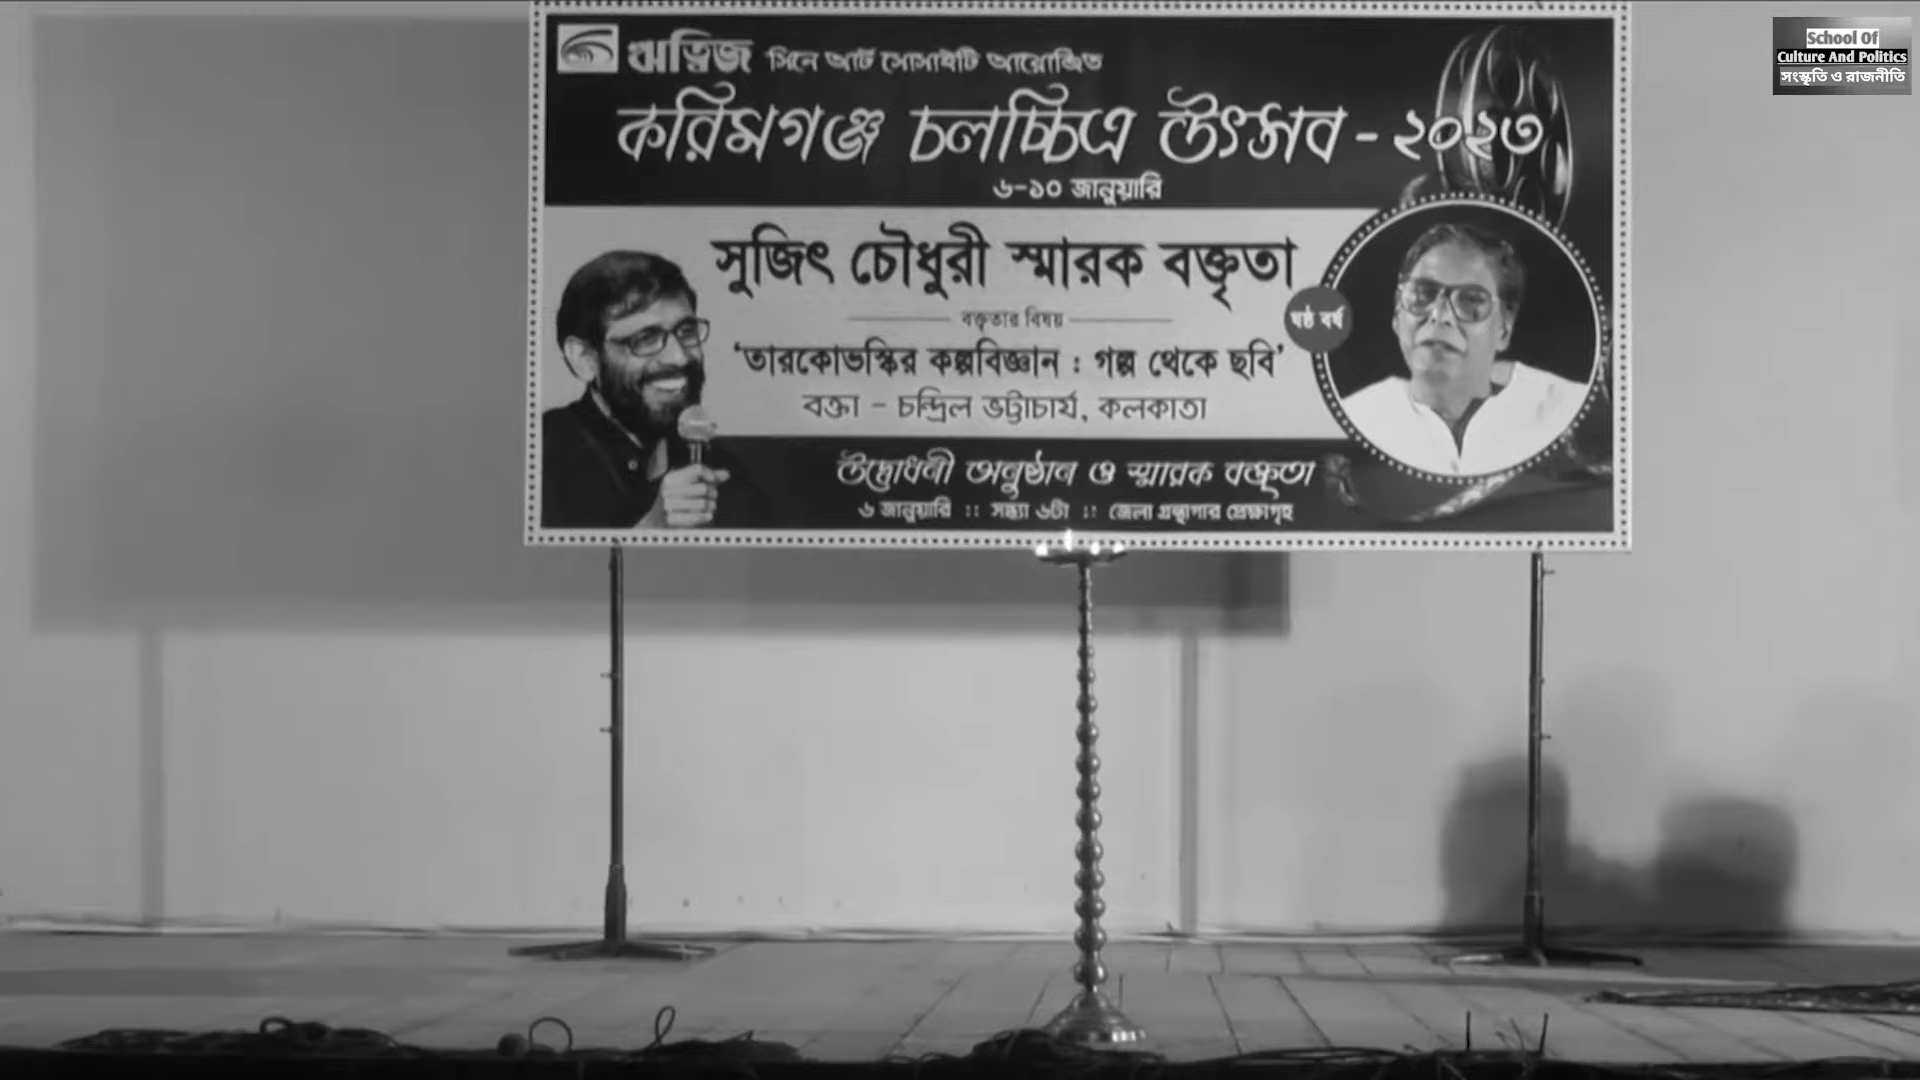 ঋত্বিজ সিনে আর্ট সোসাইটি আয়োজিত
করিমগঞ্জ চলচ্চিত্র উৎসব - ২০২৩
৬-১০ জানুয়ারি
সুজিৎ চৌধুরী স্মারক বক্তৃতা
ষষ্ঠ বর্ষ
বক্তৃতার বিষয়
‘তারকোভস্কির কল্পবিজ্ঞান : গল্প থেকে ছবি’
বক্তা - চন্দ্রিল ভট্টাচার্য, কলকাতা
উদ্বোধনী অনুষ্ঠান ও স্মারক বক্তৃতা
৬ জানুয়ারি :: সন্ধ্যা ৬টা :: জেলা গ্রন্থাগার প্রেক্ষাগৃহ
School Of
Culture And Politics
সংস্কৃতি ও রাজনীতি